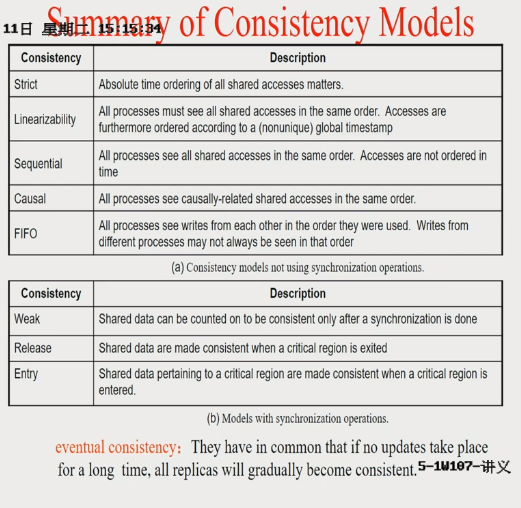 Summary of Consistency Models
11日 星期二 15:15:34
Consistency Description
Strict Absolute time ordering of all shared accesses matters.
Linearizability All processes must see all shared accesses in the same order. Accesses are
furthermore ordered according to a (nonunique) global timestamp
Sequential All processes see all shared accesses in the same order. Accesses are not ordered in
time
Causal All processes see causally-related shared accesses in the same order.
FIFO All processes see writes from each other in the order they were used. Writes from
different processes may not always be seen in that order
(a) Consistency models not using synchronization operations.
Consistency Description
Weak Shared data can be counted on to be consistent only after a synchronization is done
Release Shared data are made consistent when a critical region is exited
Entry Shared data pertaining to a critical region are made consistent when a critical region is
entered.
(b) Models with synchronization operations.
eventual consistency: They have in common that if no updates take place
for a long time, all replicas will gradually become consistent.
5-1W107-讲义